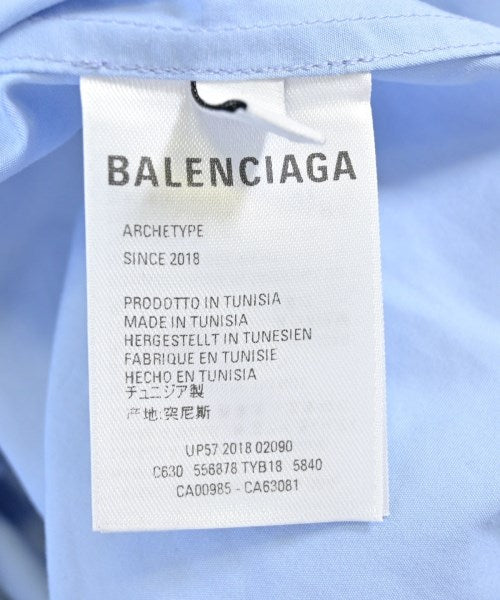 BALENCIAGA
ARCHETYPE
SINCE 2018
PRODOTTO IN TUNISIA
MADE IN TUNISIA
HERGESTELLT IN TUNESIEN
FABRIQUE EN TUNISIE
HECHO EN TUNISIA
チュニジア製
产地:突尼斯
UP57 2018 02090
C630 556878 TYB18 5840
CA00985 - CA63081